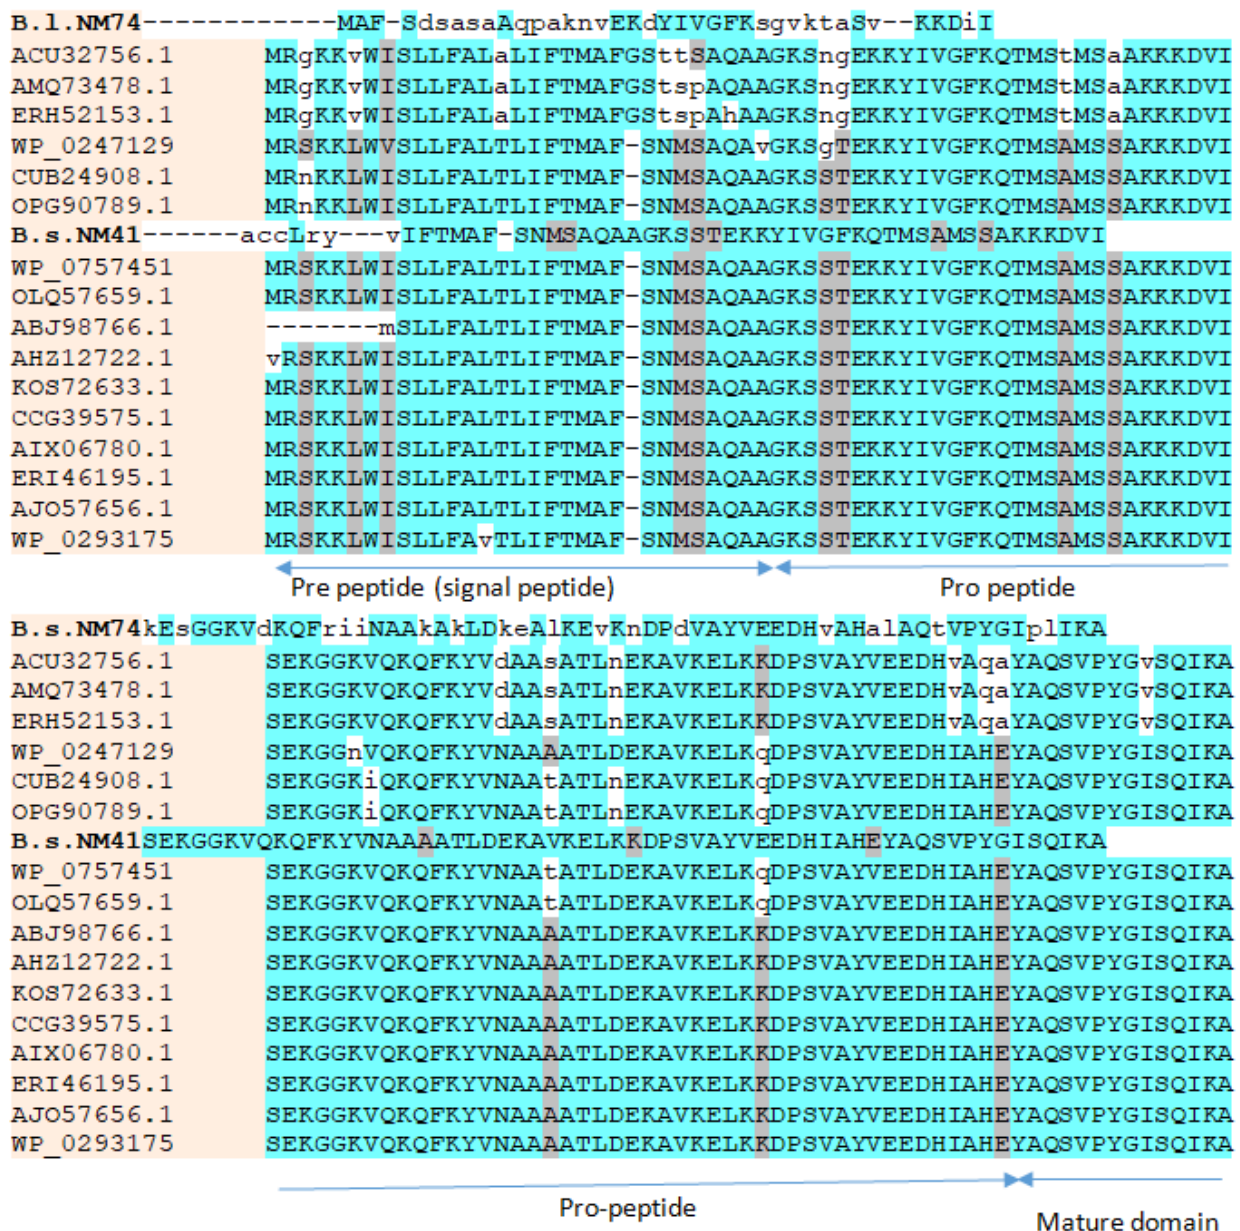 B.l.NM74------------MAF-SdsasaAqpaknvEKdYIVGFKsgvktaSv--KKDiI
ACU32756.1 MRgKKvWISLLFALaLIFTMAFGSttSAQAAGKSngEKKYIVGFKQTMStMSaAKKKDVI
AMQ73478.1 MRgKKvWISLLFALaLIFTMAFGStspAQAAGKSngEKKYIVGFKQTMStMSaAKKKDVI
ERH52153.1 MRgKKvWISLLFALaLIFTMAFGStspAhAAGKSngEKKYIVGFKQTMStMSaAKKKDVI
WP_0247129 MRSKKLWVSLLFALTLIFTMAF-SNMSAQAvGKSgTEKKYIVGFKQTMSAMSSAKKKDVI
CUB24908.1 MRnKKLWISLLFALTLIFTMAF-SNMSAQAAGKSSTEKKYIVGFKQTMSAMSSAKKKDVI
OPG90789.1 MRnKKLWISLLFALTLIFTMAF-SNMSAQAAGKSSTEKKYIVGFKQTMSAMSSAKKKDVI
B.s.NM41------accLry---vIFTMAF-SNMSAQAAGKSSTEKKYIVGFKQTMSAMSSAKKKDVI
WP_0757451 MRSKKLWISLLFALTLIFTMAF-SNMSAQAAGKSSTEKKYIVGFKQTMSAMSSAKKKDVI
OLQ57659.1 MRSKKLWISLLFALTLIFTMAF-SNMSAQAAGKSSTEKKYIVGFKQTMSAMSSAKKKDVI
ABJ98766.1 -------mSLLFALTLIFTMAF-SNMSAQAAGKSSTEKKYIVGFKQTMSAMSSAKKKDVI
AHZ12722.1 vRSKKLWISLLFALTLIFTMAF-SNMSAQAAGKSSTEKKYIVGFKQTMSAMSSAKKKDVI
KOS72633.1 MRSKKLWISLLFALTLIFTMAF-SNMSAQAAGKSSTEKKYIVGFKQTMSAMSSAKKKDVI
CCG39575.1 MRSKKLWISLLFALTLIFTMAF-SNMSAQAAGKSSTEKKYIVGFKQTMSAMSSAKKKDVI
AIX06780.1 MRSKKLWISLLFALTLIFTMAF-SNMSAQAAGKSSTEKKYIVGFKQTMSAMSSAKKKDVI
ERI46195.1 MRSKKLWISLLFALTLIFTMAF-SNMSAQAAGKSSTEKKYIVGFKQTMSAMSSAKKKDVI
AJO57656.1 MRSKKLWISLLFALTLIFTMAF-SNMSAQAAGKSSTEKKYIVGFKQTMSAMSSAKKKDVI
WP_0293175 MRSKKLWISLLFAvTLIFTMAF-SNMSAQAAGKSSTEKKYIVGFKQTMSAMSSAKKKDVI
Pre peptide (signal peptide) Pro peptide
B.s.NM74kEsGGKVdKQFriiNAAkAkLDkeAlKEvKnDPdVAYVEEDHvAHalAQtVPYGIplIKA
ACU32756.1 SEKGGKVQKQFKYVdAAsATLnEKAVKELKKDPSVAYVEEDHvAqaYAQSVPYGvSQIKA
AMQ73478.1 SEKGGKVQKQFKYVdAAsATLnEKAVKELKKDPSVAYVEEDHvAqaYAQSVPYGvSQIKA
ERH52153.1 SEKGGKVQKQFKYVdAAsATLnEKAVKELKKDPSVAYVEEDHvAqaYAQSVPYGvSQIKA
WP_0247129 SEKGGnVQKQFKYVNAAAATLDEKAVKELKqDPSVAYVEEDHIAHEYAQSVPYGISQIKA
CUB24908.1 SEKGGKiQKQFKYVNAAtATLnEKAVKELKqDPSVAYVEEDHIAHEYAQSVPYGISQIKA
OPG90789.1 SEKGGKiQKQFKYVNAAtATLnEKAVKELKqDPSVAYVEEDHIAHEYAQSVPYGISQIKA
B.s.NM41SEKGGKVQKQFKYVNAAAATLDEKAVKELKKDPSVAYVEEDHIAHEYAQSVPYGISQIKA
WP_0757451 SEKGGKVQKQFKYVNAAtATLDEKAVKELKqDPSVAYVEEDHIAHEYAQSVPYGISQIKA
OLQ57659.1 SEKGGKVQKQFKYVNAAtATLDEKAVKELKqDPSVAYVEEDHIAHEYAQSVPYGISQIKA
ABJ98766.1 SEKGGKVQKQFKYVNAAAATLDEKAVKELKKDPSVAYVEEDHIAHEYAQSVPYGISQIKA
AHZ12722.1 SEKGGKVQKQFKYVNAAAATLDEKAVKELKKDPSVAYVEEDHIAHEYAQSVPYGISQIKA
KOS72633.1 SEKGGKVQKQFKYVNAAAATLDEKAVKELKKDPSVAYVEEDHIAHEYAQSVPYGISQIKA
CCG39575.1 SEKGGKVQKQFKYVNAAAATLDEKAVKELKKDPSVAYVEEDHIAHEYAQSVPYGISQIKA
AIX06780.1 SEKGGKVQKQFKYVNAAAATLDEKAVKELKKDPSVAYVEEDHIAHEYAQSVPYGISQIKA
ERI46195.1 SEKGGKVQKQFKYVNAAAATLDEKAVKELKKDPSVAYVEEDHIAHEYAQSVPYGISQIKA
AJO57656.1 SEKGGKVQKQFKYVNAAAATLDEKAVKELKKDPSVAYVEEDHIAHEYAQSVPYGISQIKA
WP_0293175 SEKGGKVQKQFKYVNAAAATLDEKAVKELKKDPSVAYVEEDHIAHEYAQSVPYGISQIKA
Pro-peptide
Mature domain